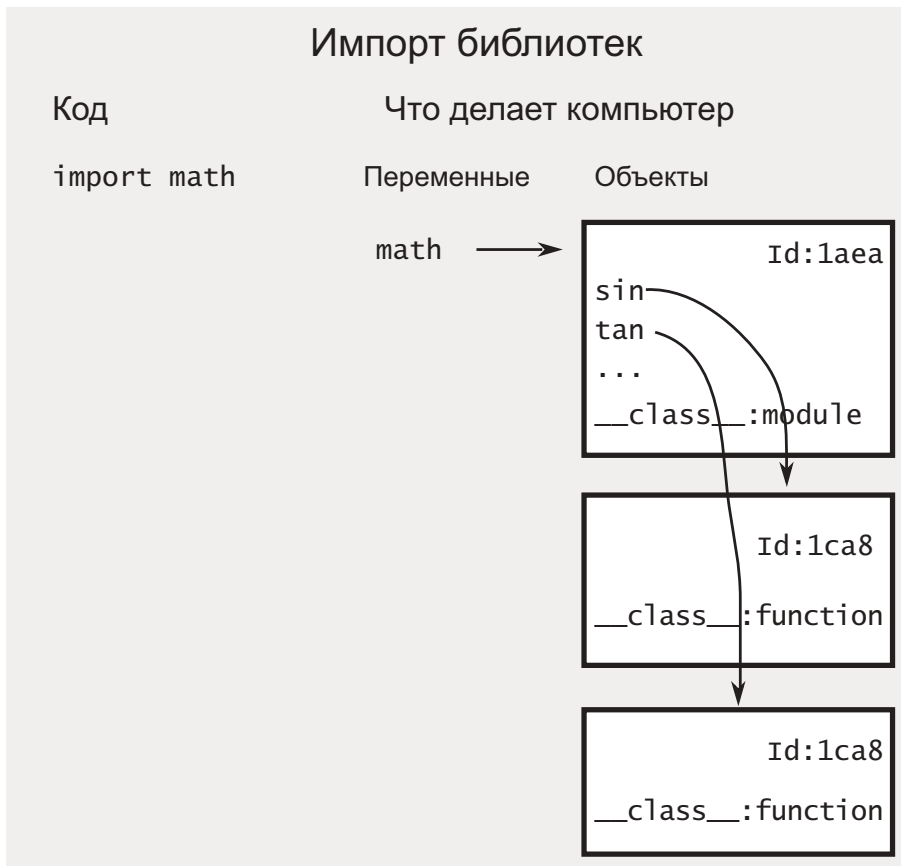 Импорт библиотек
Код Что делает компьютер
import math Переменные Объекты
math Id:1aea
sin
tan
...
__class__:module
Id:1ca8
__class__:function
Id:1ca8
__class__:function